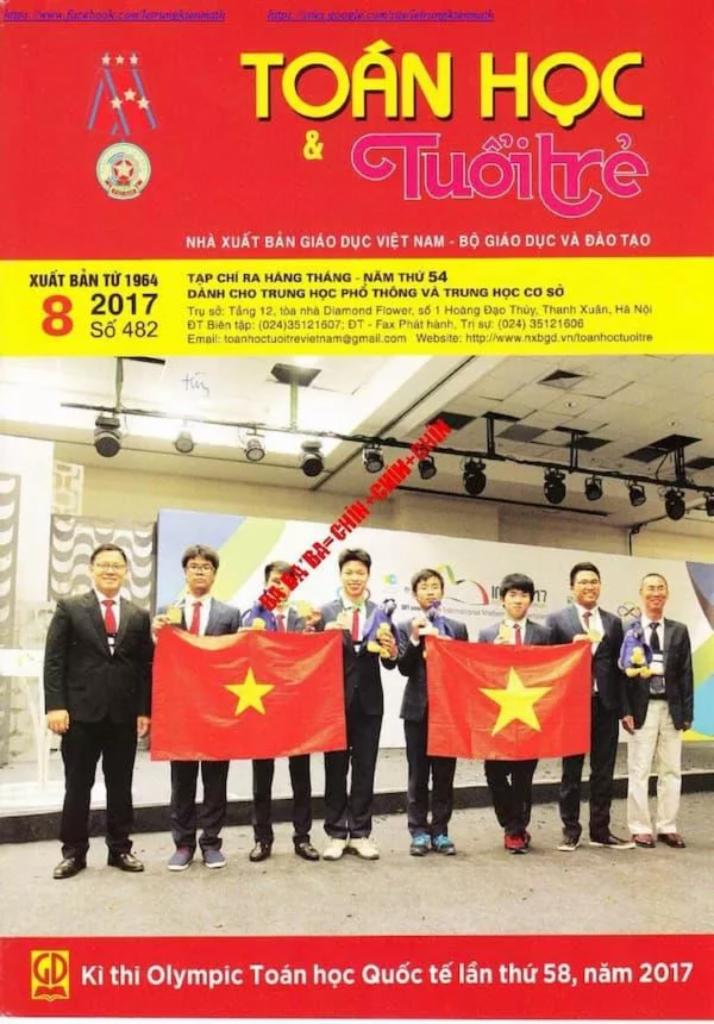 https://www.facebook.com/letrungkienmath
https://sites.google.com/site/letrungkienmath
TOÁN HỌC
& Tuổi trẻ
NHÀ XUẤT BẢN GIÁO DỤC VIỆT NAM - BỘ GIÁO DỤC VÀ ĐÀO TẠO
XUẤT BẢN TỪ 1964
8 2017
Số 482
TẠP CHÍ RA HÀNG THÁNG - NĂM THỨ 54
DÀNH CHO TRUNG HỌC PHỔ THÔNG VÀ TRUNG HỌC CƠ SỞ
Trụ sở: Tầng 12, tòa nhà Diamond Flower, số 1 Hoàng Đạo Thúy, Thanh Xuân, Hà Nội
ĐT Biên tập: (024)35121607; ĐT - Fax Phát hành, Trị sự: (024) 35121606
Email: toanhoctuoitrevietnam@gmail.com Website: http://www.nxbgd.vn/toanhoctuoitre
GD Kì thi Olympic Toán học Quốc tế lần thứ 58, năm 2017